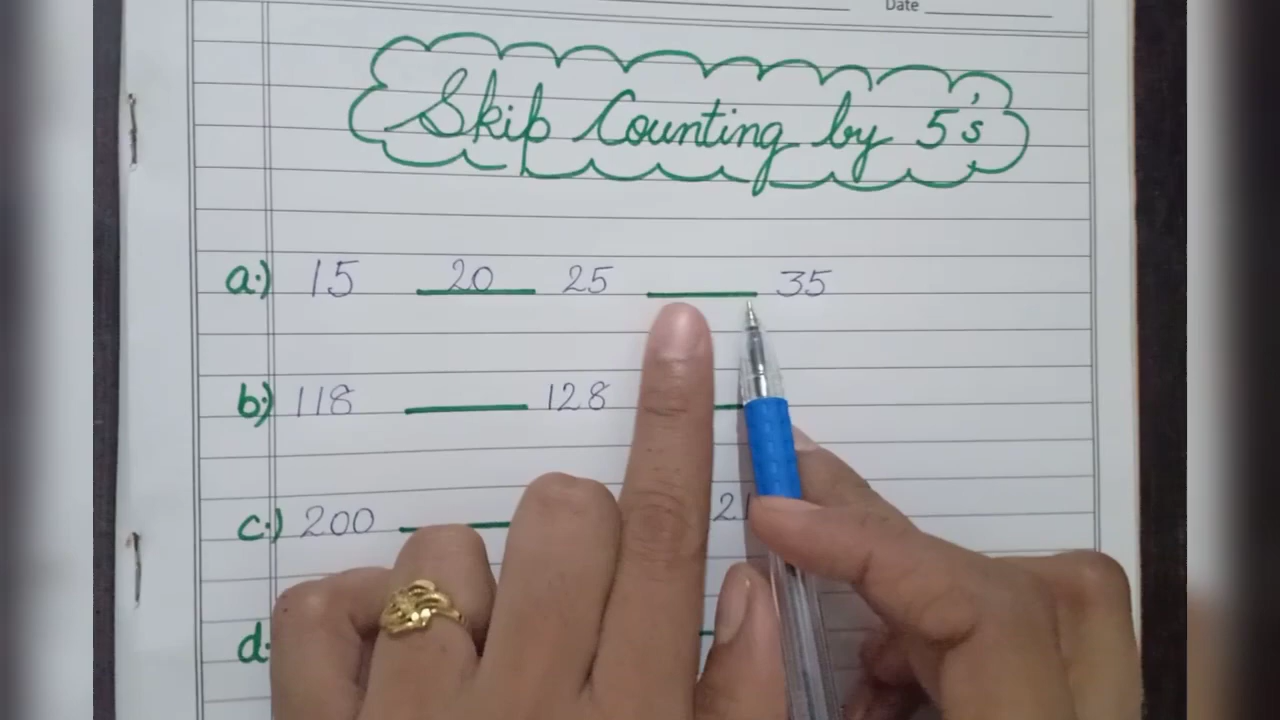 Date
Skip Counting by 5's
a.) 15 20 25 35
b.) 118 128
c.) 200
d.